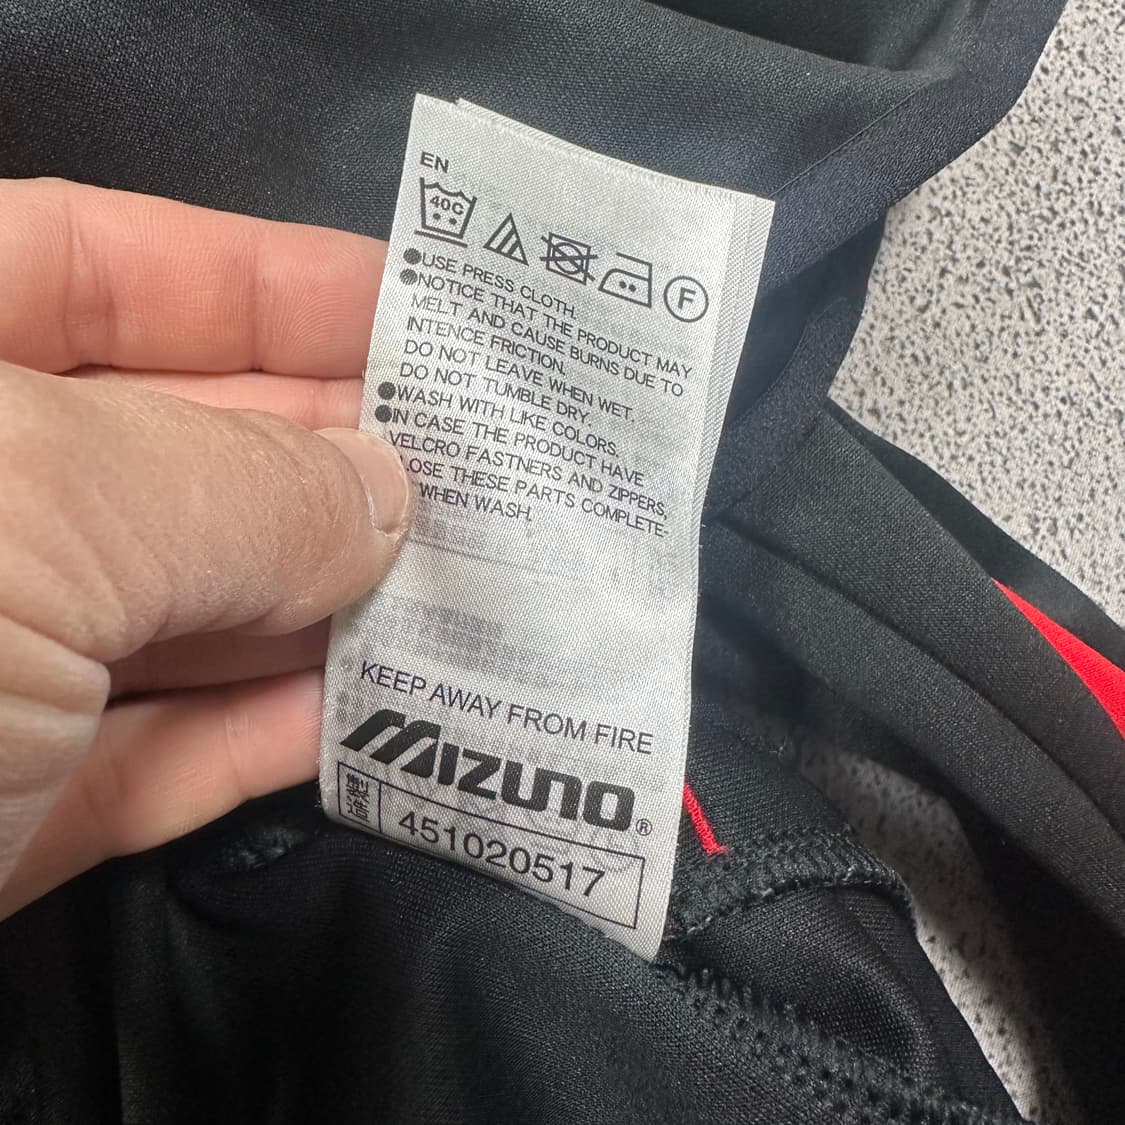 EN
40C
F
●USE PRESS CLOTH.
●NOTICE THAT THE PRODUCT MAY
MELT AND CAUSE BURNS DUE TO
INTENCE FRICTION.
DO NOT LEAVE WHEN WET.
DO NOT TUMBLE DRY.
●WASH WITH LIKE COLORS.
●IN CASE THE PRODUCT HAVE
VELCRO FASTNERS AND ZIPPERS,
LOSE THESE PARTS COMPLETE-
WHEN WASH.
KEEP AWAY FROM FIRE
MIZUNO®
製造
451020517